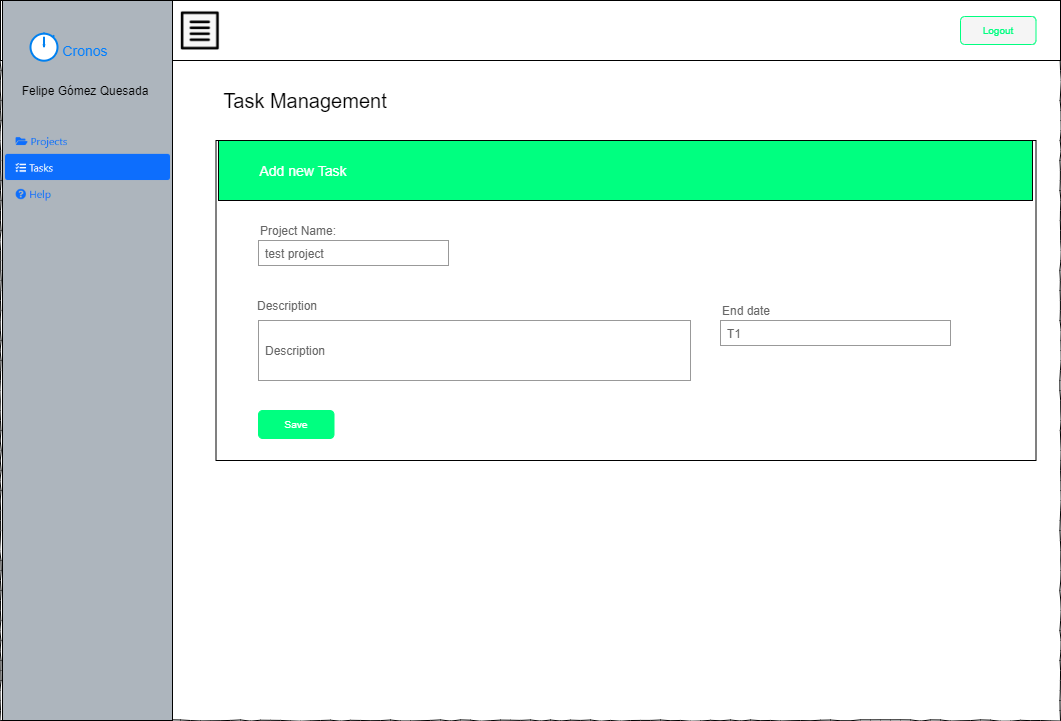 Cronos
Felipe Gómez Quesada
Projects
Tasks
Help
Logout
Task Management
Add new Task
Project Name:
test project
Description
Description
End date
T1
Save